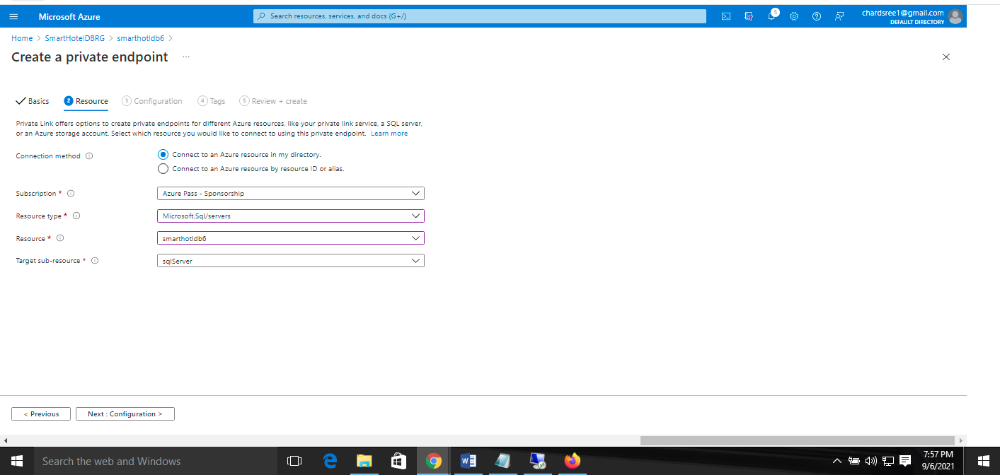 Microsoft Azure
Search resources, services, and docs (G+/)
5
chardsree1@gmail.com
DEFAULT DIRECTORY
Home > SmartHotelDBRG > smarthotldb6 >
Create a private endpoint ...
Basics 2 Resource 3 Configuration 4 Tags 5 Review + create
Private Link offers options to create private endpoints for different Azure resources, like your private link service, a SQL server,
or an Azure storage account. Select which resource you would like to connect to using this private endpoint. Learn more
Connection method
Connect to an Azure resource in my directory.
Connect to an Azure resource by resource ID or alias.
Subscription * Azure Pass - Sponsorship
Resource type * Microsoft.Sql/servers
Resource * smarthotldb6
Target sub-resource * sqlServer
< Previous Next : Configuration >
Search the web and Windows
7:57 PM
9/6/2021